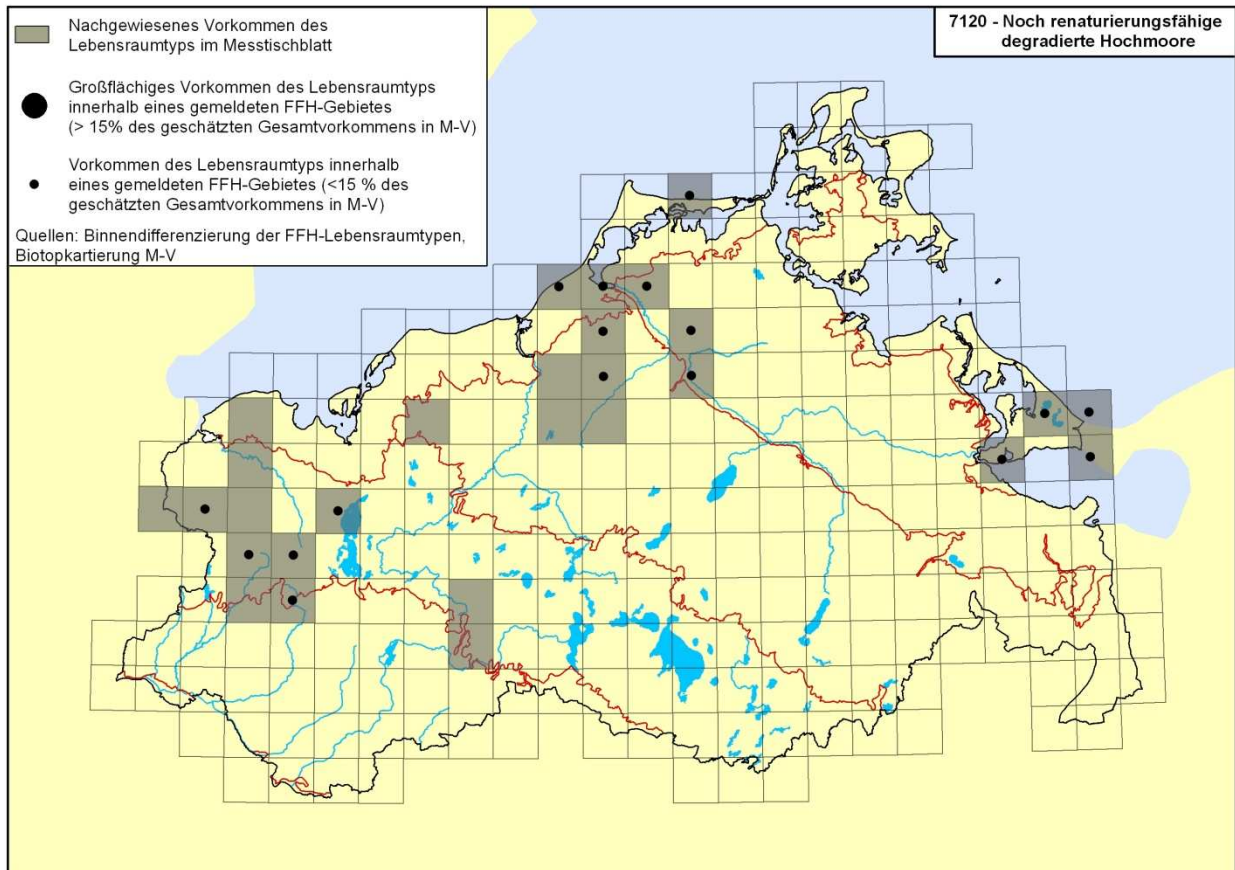 Nachgewiesenes Vorkommen des
Lebensraumtyps im Messtischblatt
Großflächiges Vorkommen des Lebensraumtyps
innerhalb eines gemeldeten FFH-Gebietes
(> 15% des geschätzten Gesamtvorkommens in M-V)
Vorkommen des Lebensraumtyps innerhalb
eines gemeldeten FFH-Gebietes (<15 % des
geschätzten Gesamtvorkommens in M-V)
Quellen: Binnendifferenzierung der FFH-Lebensraumtypen,
Biotopkartierung M-V
7120 - Noch renaturierungsfähige
degradierte Hochmoore